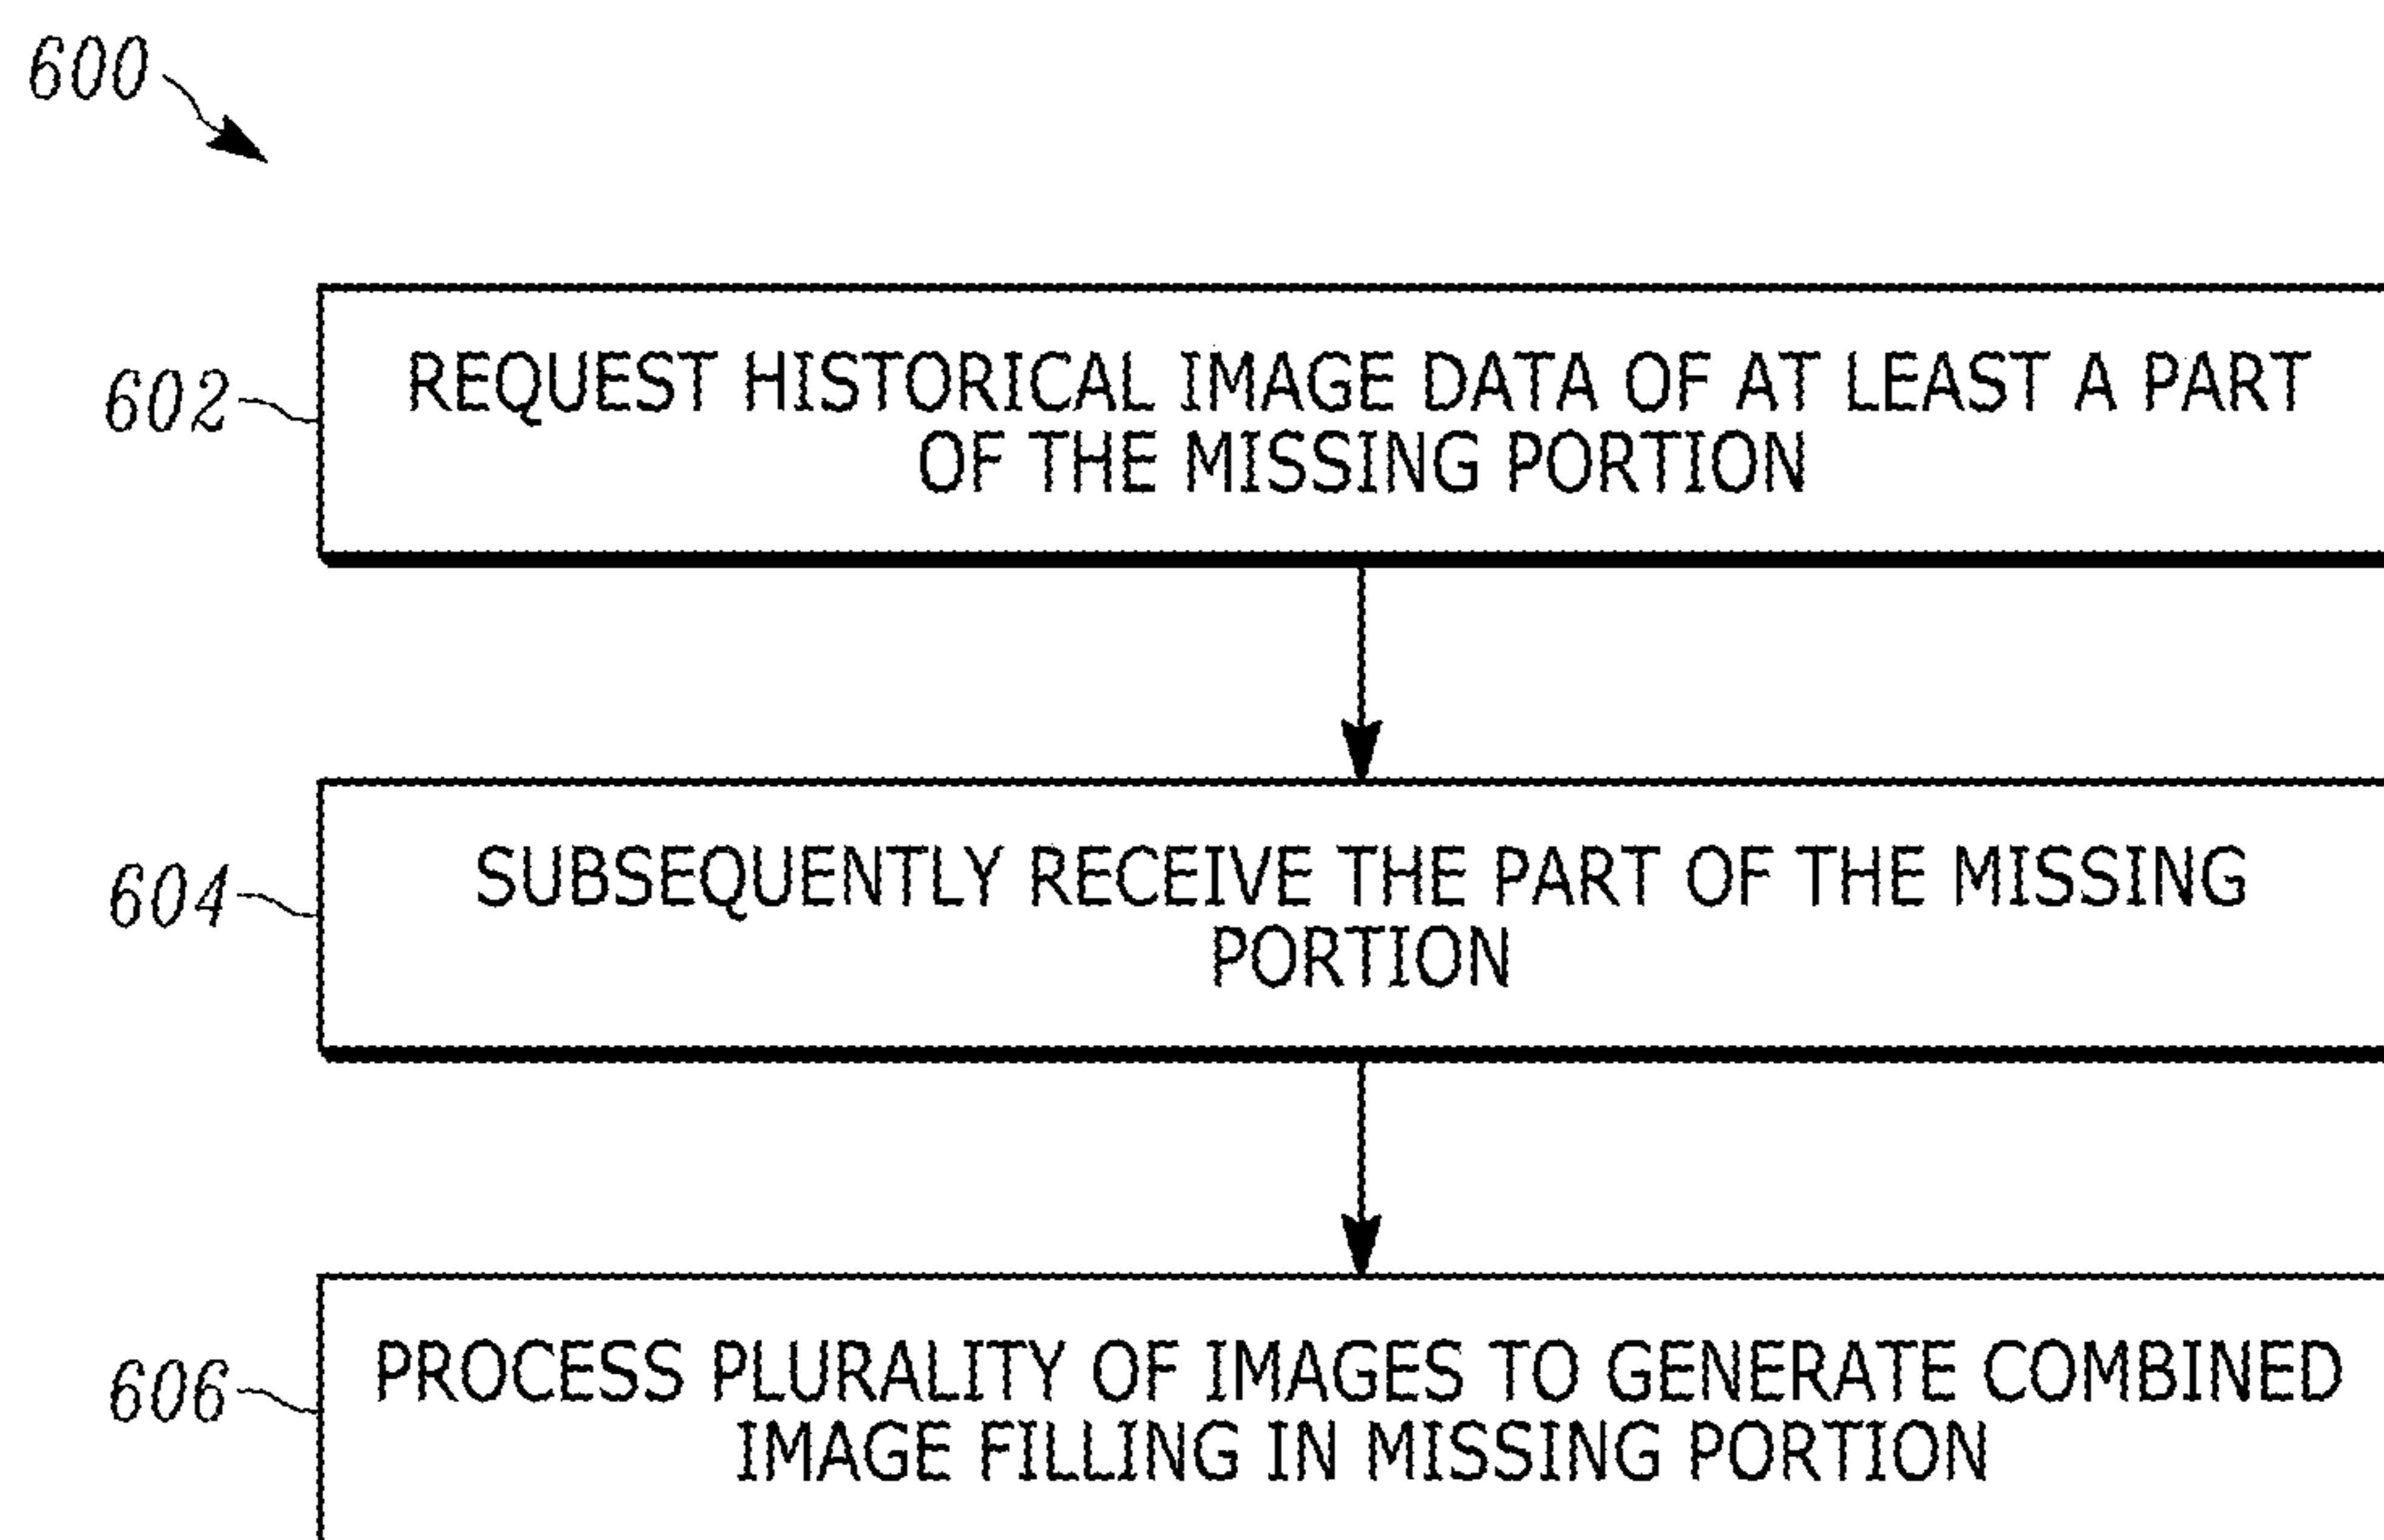 600
602
REQUEST HISTORICAL IMAGE DATA OF AT LEAST A PART
OF THE MISSING PORTION
604
SUBSEQUENTLY RECEIVE THE PART OF THE MISSING
PORTION
606
PROCESS PLURALITY OF IMAGES TO GENERATE COMBINED
IMAGE FILLING IN MISSING PORTION